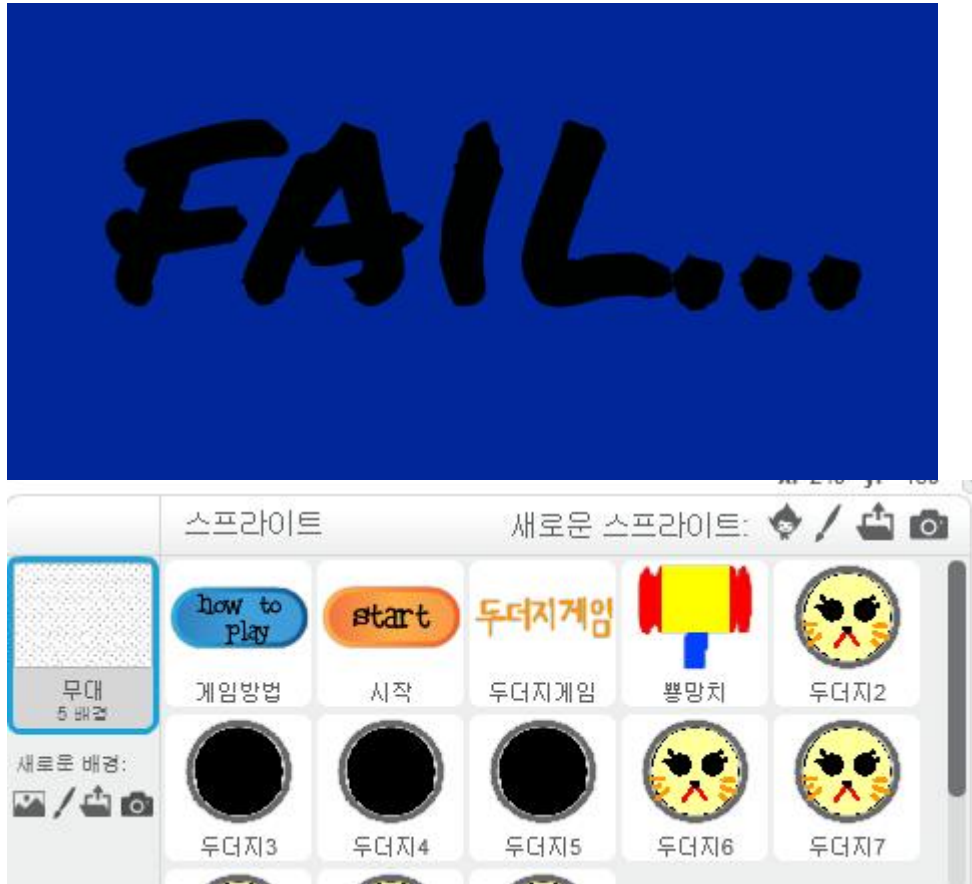 FAIL...
스프라이트
새로운 스프라이트:
무대
5 배경
새로운 배경:
how to
play
start
두더지게임
게임방법
시작
두더지게임
뿅망치
두더지2
두더지3
두더지4
두더지5
두더지6
두더지7